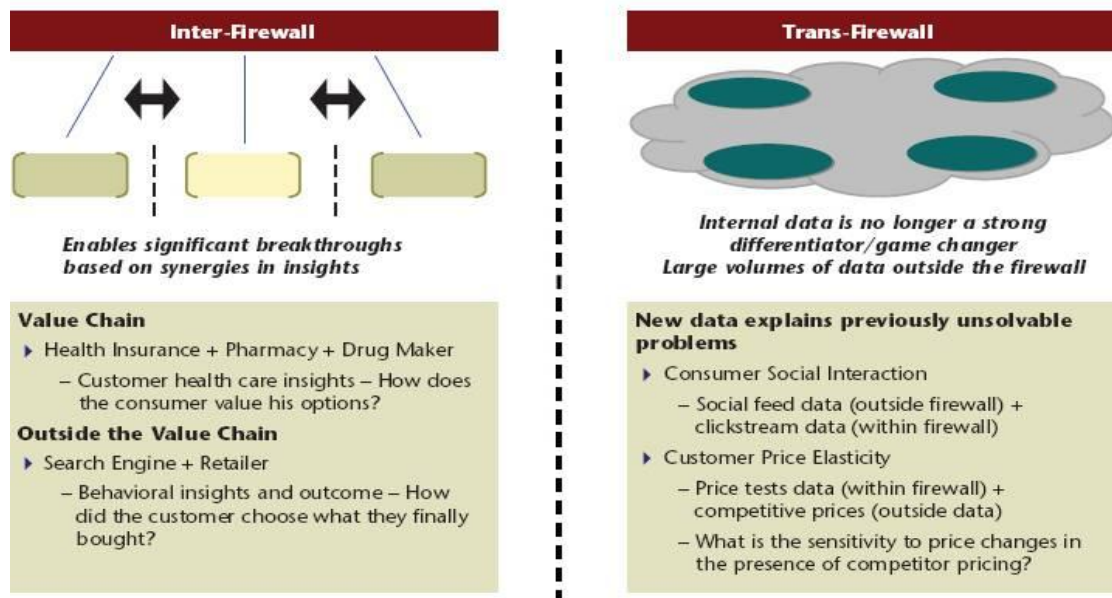 Inter-Firewall
Enables significant breakthroughs
based on synergies in insights
Value Chain
Health Insurance + Pharmacy + Drug Maker
– Customer health care insights – How does
the consumer value his options?
Outside the Value Chain
Search Engine + Retailer
– Behavioral insights and outcome – How
did the customer choose what they finally
bought?
Trans-Firewall
Internal data is no longer a strong
differentiator/game changer
Large volumes of data outside the firewall
New data explains previously unsolvable
problems
Consumer Social Interaction
– Social feed data (outside firewall) +
clickstream data (within firewall)
Customer Price Elasticity
– Price tests data (within firewall) +
competitive prices (outside data)
– What is the sensitivity to price changes in
the presence of competitor pricing?